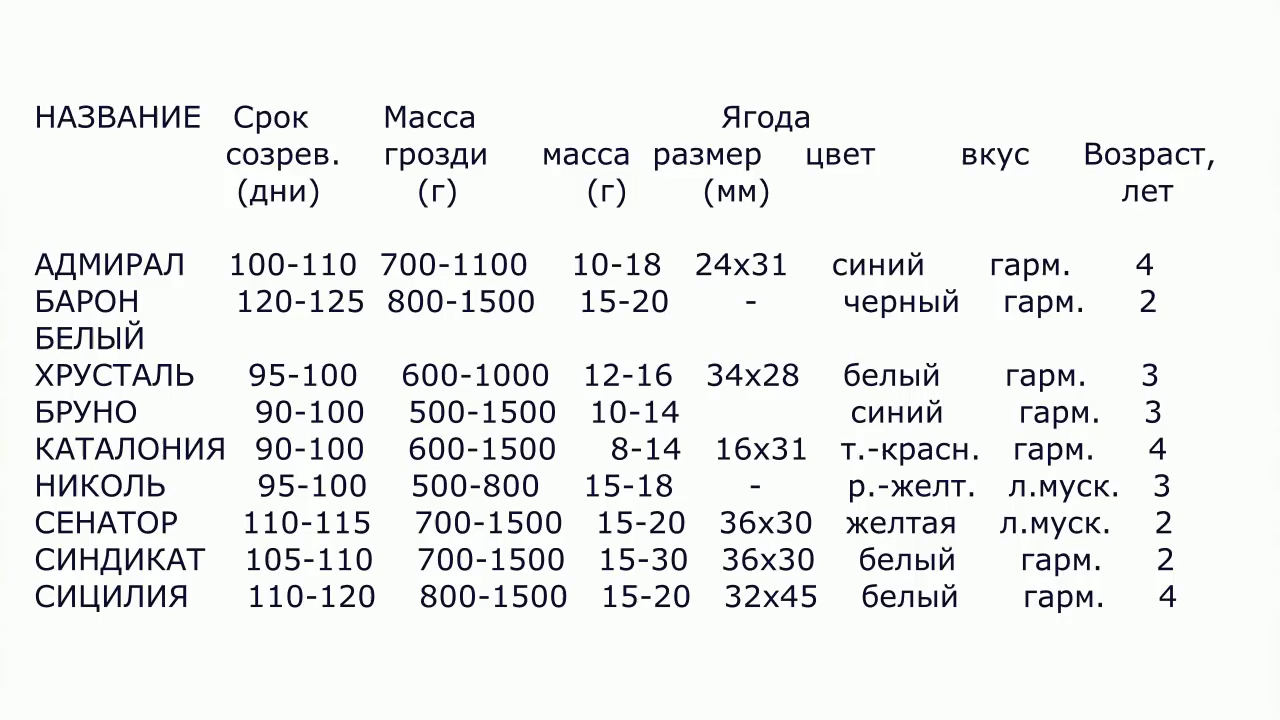 НАЗВАНИЕ Срок Масса Ягода
созрев. грозди масса размер цвет вкус Возраст,
(дни) (г) (г) (мм) лет
АДМИРАЛ 100-110 700-1100 10-18 24х31 синий гарм. 4
БАРОН 120-125 800-1500 15-20 - черный гарм. 2
БЕЛЫЙ
ХРУСТАЛЬ 95-100 600-1000 12-16 34х28 белый гарм. 3
БРУНО 90-100 500-1500 10-14 синий гарм. 3
КАТАЛОНИЯ 90-100 600-1500 8-14 16х31 т.-красн. гарм. 4
НИКОЛЬ 95-100 500-800 15-18 - р.-желт. л.муск. 3
СЕНАТОР 110-115 700-1500 15-20 36х30 желтая л.муск. 2
СИНДИКАТ 105-110 700-1500 15-30 36х30 белый гарм. 2
СИЦИЛИЯ 110-120 800-1500 15-20 32х45 белый гарм. 4